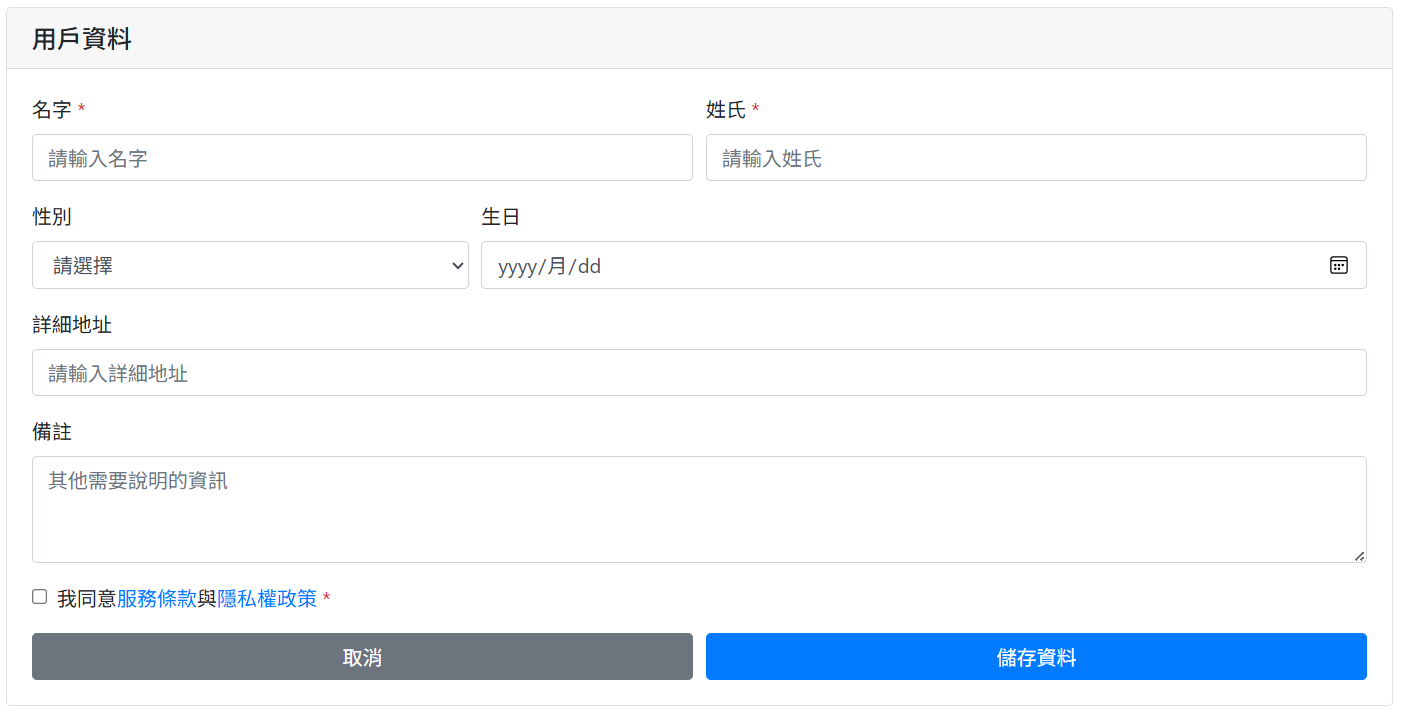 用戶資料
名字 * 姓氏 *
請輸入名字 請輸入姓氏
性別 生日
請選擇 yyyy/月/dd
詳細地址
請輸入詳細地址
備註
其他需要說明的資訊
我同意服務條款與隱私權政策 *
取消 儲存資料